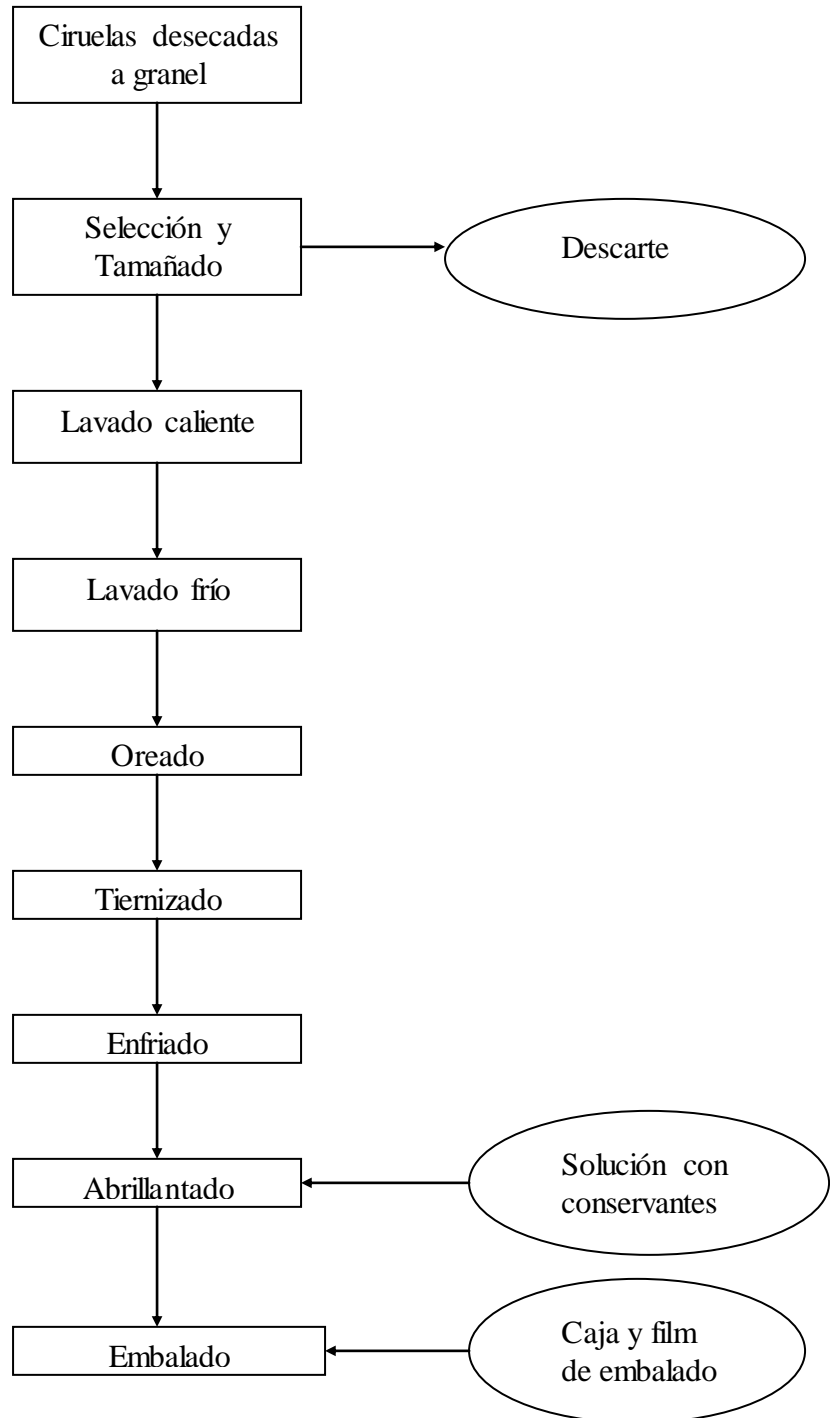 Ciruelas desecadas
a granel
Selección y
Tamañado
Descarte
Lavado caliente
Lavado frío
Oreado
Tiernizado
Enfriado
Abrillantado
Solución con
conservantes
Embalado
Caja y film
de embalado